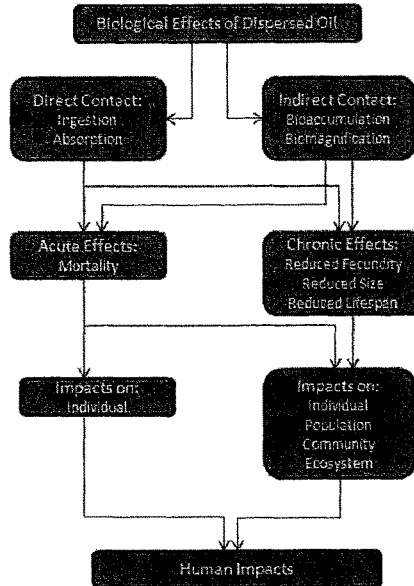 Biological Effects of Dispersed Oil
Direct Contact:
Ingestion
Absorption
Indirect Contact:
Bioaccumulation
Biomagnification
Acute Effects:
Mortality
Chronic Effects:
Reduced Fecundity
Reduced Size
Reduced Lifespan
Impacts on:
Individual
Impacts on:
Individual
Population
Community
Ecosystem
Human Impacts